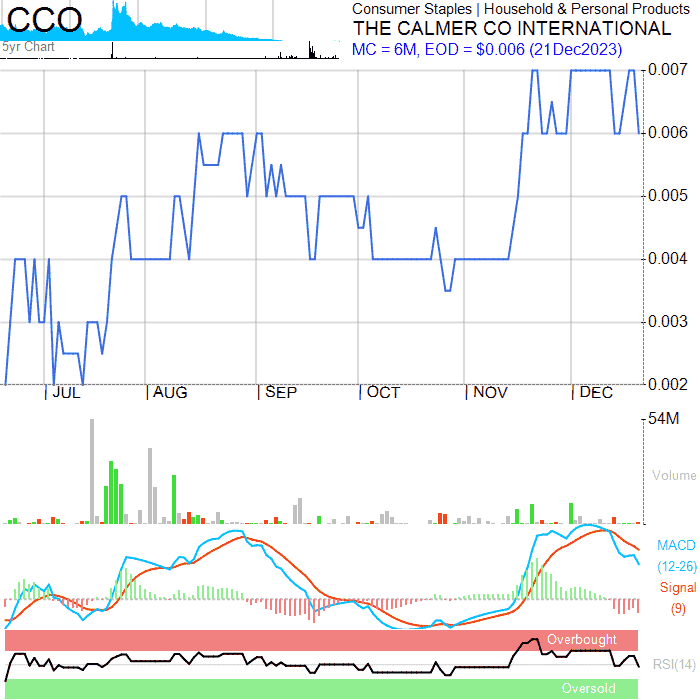 CCO
5yr Chart
Consumer Staples | Household & Personal Products
THE CALMER CO INTERNATIONAL
MC = 6M, EOD = $0.006 (21Dec2023)
0.007
0.006
0.005
0.004
0.003
0.002
JUL AUG SEP OCT NOV DEC
54M
Volume
MACD
(12-26)
Signal
(9)
Overbought
RSI(14)
Oversold